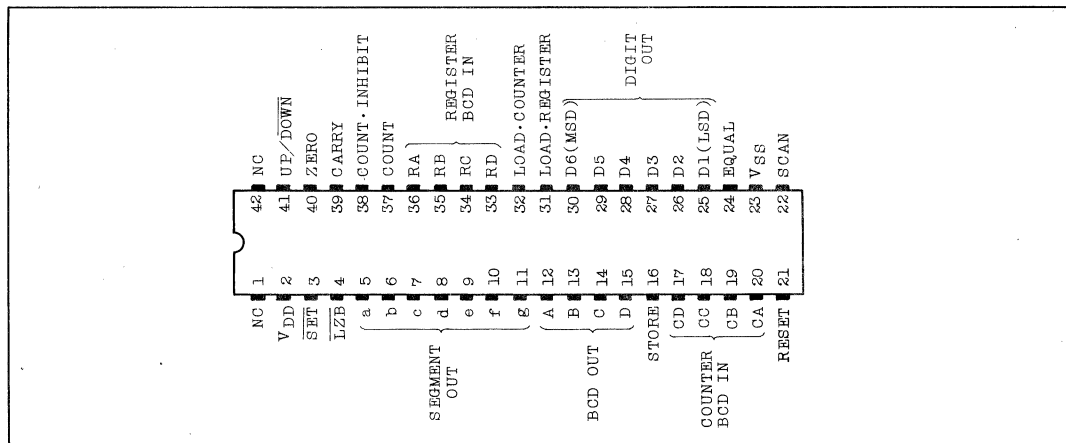 NC
UP/DOWN
ZERO
CARRY
COUNT·INHIBIT
COUNT
RA
RB
RC
RD
REGISTER
BCD IN
LOAD·COUNTER
LOAD·REGISTER
D6(MSD)
D5
D4
D3
D2
D1(LSD)
DIGIT
OUT
EQUAL
VSS
SCAN
42 41 40 39 38 37 36 35 34 33 32 31 30 29 28 27 26 25 24 23 22
1 2 3 4 5 6 7 8 9 10 11 12 13 14 15 16 17 18 19 20 21
NC
VDD
SET
LZB
a
b
c
d
e
f
g
SEGMENT
OUT
A
B
C
D
BCD OUT
STORE
CD
CC
CB
CA
COUNTER
BCD IN
RESET